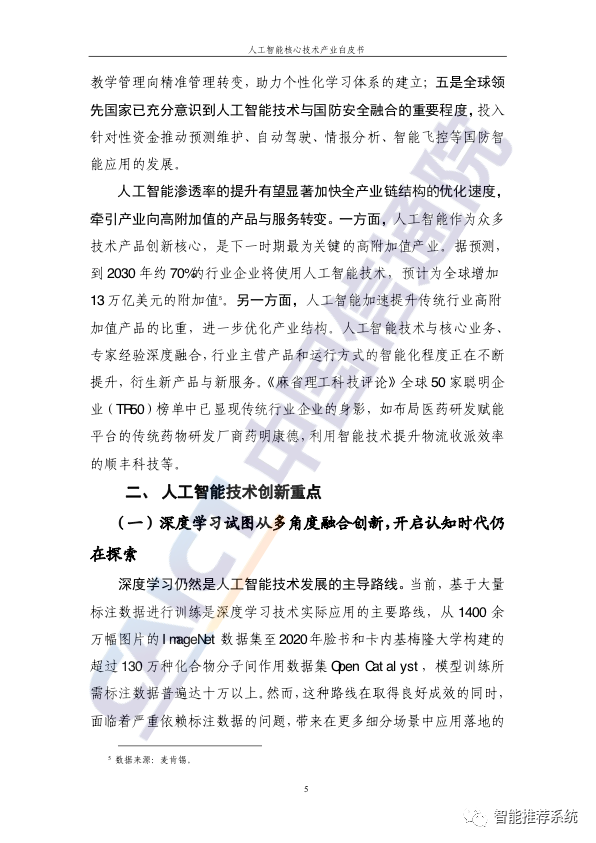 人工智能核心技术产业白皮书
教学管理向精准管理转变，助力个性化学习体系的建立；五是全球领
先国家已充分意识到人工智能技术与国防安全融合的重要程度，投入
针对性资金推动预测维护、自动驾驶、情报分析、智能飞控等国防智
能应用的发展。
人工智能渗透率的提升有望显著加快全产业链结构的优化速度，
牵引产业向高附加值的产品与服务转变。一方面，人工智能作为众多
技术产品创新核心，是下一时期最为关键的高附加值产业。据预测，
到 2030 年约 70%的行业企业将使用人工智能技术，预计为全球增加
13 万亿美元的附加值5。另一方面，人工智能加速提升传统行业高附
加值产品的比重，进一步优化产业结构。人工智能技术与核心业务、
专家经验深度融合，行业主营产品和运行方式的智能化程度正在不断
提升，衍生新产品与新服务。《麻省理工科技评论》全球 50 家聪明企
业（TR50）榜单中已显现传统行业企业的身影，如布局医药研发赋能
平台的传统药物研发厂商药明康德，利用智能技术提升物流收派效率
的顺丰科技等。
二、 人工智能技术创新重点
（一）深度学习试图从多角度融合创新，开启认知时代仍
在探索
深度学习仍然是人工智能技术发展的主导路线。当前，基于大量
标注数据进行训练是深度学习技术实际应用的主要路线，从 1400 余
万幅图片的 ImageNet 数据集至 2020 年脸书和卡内基梅隆大学构建的
超过 130 万种化合物分子间作用数据集 Open Catalyst，模型训练所
需标注数据普遍达十万以上。然而，这种路线在取得良好成效的同时，
面临着严重依赖标注数据的问题，带来在更多细分场景中应用落地的
5 数据来源：麦肯锡。
5
CAICT 中国信通院
智能推荐系统